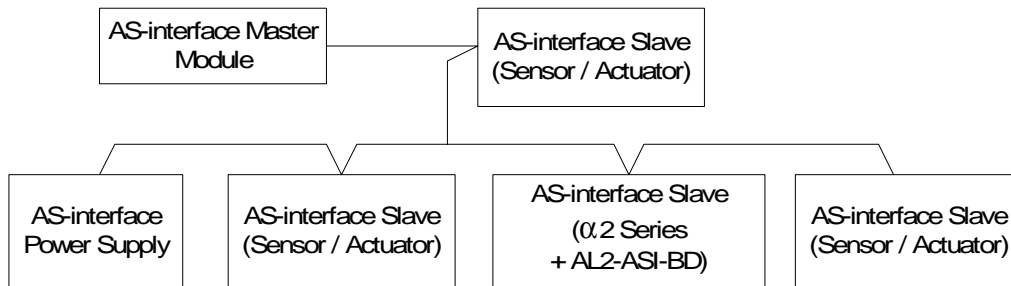 AS-interface Master
Module
AS-interface Slave
(Sensor / Actuator)
AS-interface
Power Supply
AS-interface Slave
(Sensor / Actuator)
AS-interface Slave
(α2 Series
+ AL2-ASI-BD)
AS-interface Slave
(Sensor / Actuator)